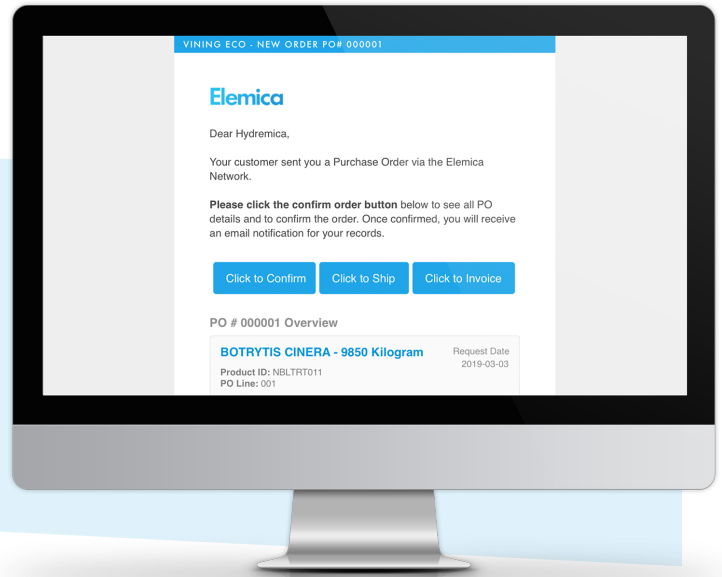 VINING ECO - NEW ORDER PO# 000001
Elemica
Dear Hydremica,
Your customer sent you a Purchase Order via the Elemica
Network.
Please click the confirm order button below to see all PO
details and to confirm the order. Once confirmed, you will receive
an email notification for your records.
Click to Confirm Click to Ship Click to Invoice
PO # 000001 Overview
BOTRYTIS CINERA - 9850 Kilogram
Request Date
2019-03-03
Product ID: NBLTRT011
PO Line: 001